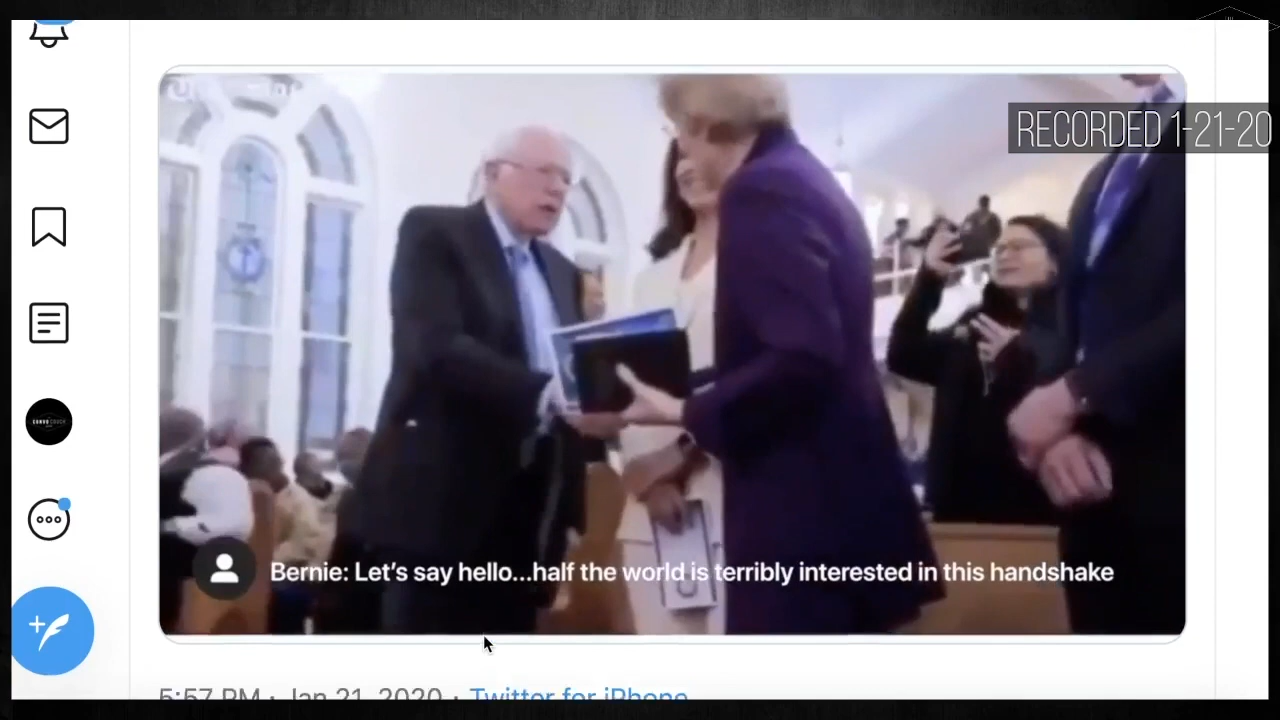 RECORDED 1-21-20
Bernie: Let's say hello...half the world is terribly interested in this handshake
5:57 PM · Jan 21, 2020 · Twitter for iPhone